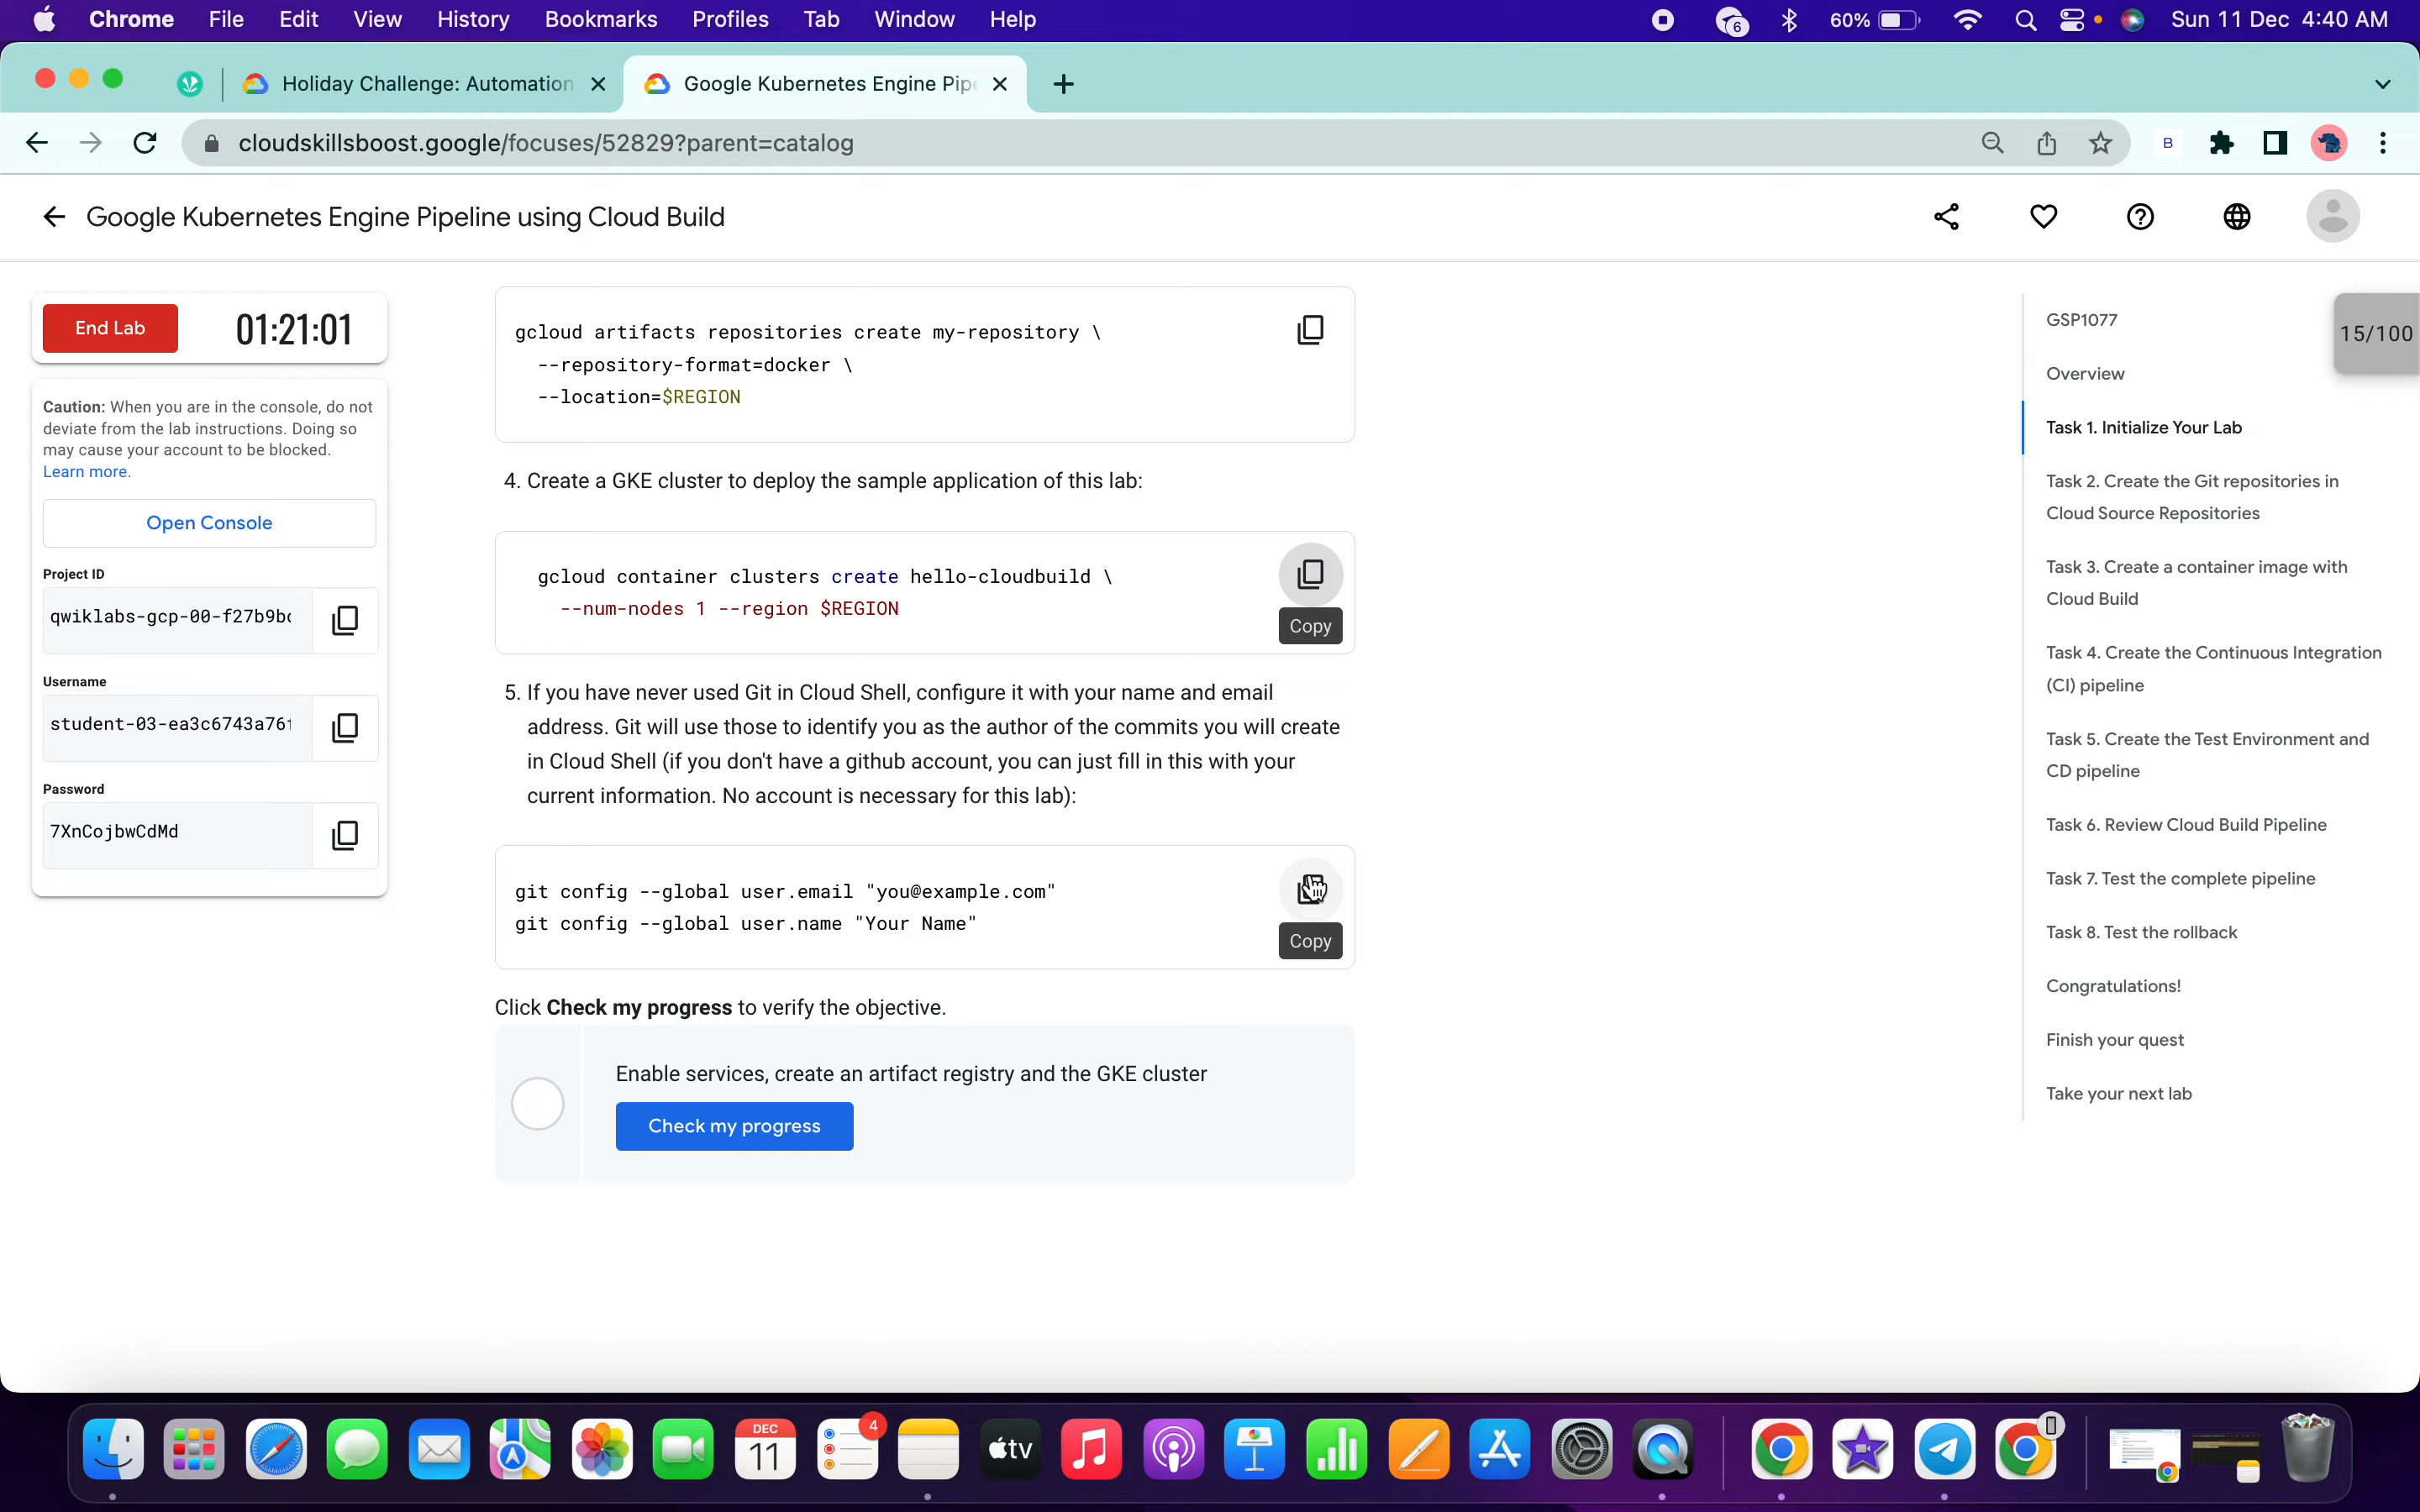 Chrome File Edit View History Bookmarks Profiles Tab Window Help
6
60%
Sun 11 Dec 4:40 AM
Holiday Challenge: Automation
Google Kubernetes Engine Pipe
cloudskillsboost.google/focuses/52829?parent=catalog
B
Google Kubernetes Engine Pipeline using Cloud Build
End Lab
01:21:01
Caution: When you are in the console, do not
deviate from the lab instructions. Doing so
may cause your account to be blocked.
Learn more.
Open Console
Project ID
qwiklabs-gcp-00-f27b9bc
Username
student-03-ea3c6743a76f
Password
7XnCojbwCdMd
gcloud artifacts repositories create my-repository \
--repository-format=docker \
--location=$REGION
4. Create a GKE cluster to deploy the sample application of this lab:
gcloud container clusters create hello-cloudbuild \
--num-nodes 1 --region $REGION
Copy
5. If you have never used Git in Cloud Shell, configure it with your name and email
address. Git will use those to identify you as the author of the commits you will create
in Cloud Shell (if you don't have a github account, you can just fill in this with your
current information. No account is necessary for this lab):
git config --global user.email "you@example.com"
git config --global user.name "Your Name"
Copy
Click Check my progress to verify the objective.
Enable services, create an artifact registry and the GKE cluster
Check my progress
GSP1077
Overview
Task 1. Initialize Your Lab
Task 2. Create the Git repositories in
Cloud Source Repositories
Task 3. Create a container image with
Cloud Build
Task 4. Create the Continuous Integration
(CI) pipeline
Task 5. Create the Test Environment and
CD pipeline
Task 6. Review Cloud Build Pipeline
Task 7. Test the complete pipeline
Task 8. Test the rollback
Congratulations!
Finish your quest
Take your next lab
15/100
DEC
11
4
tv